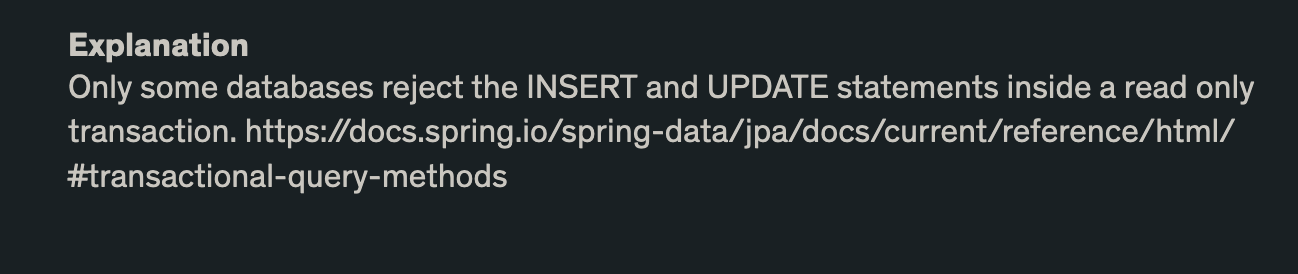 Explanation
Only some databases reject the INSERT and UPDATE statements inside a read only
transaction. https://docs.spring.io/spring-data/jpa/docs/current/reference/html/
#transactional-query-methods